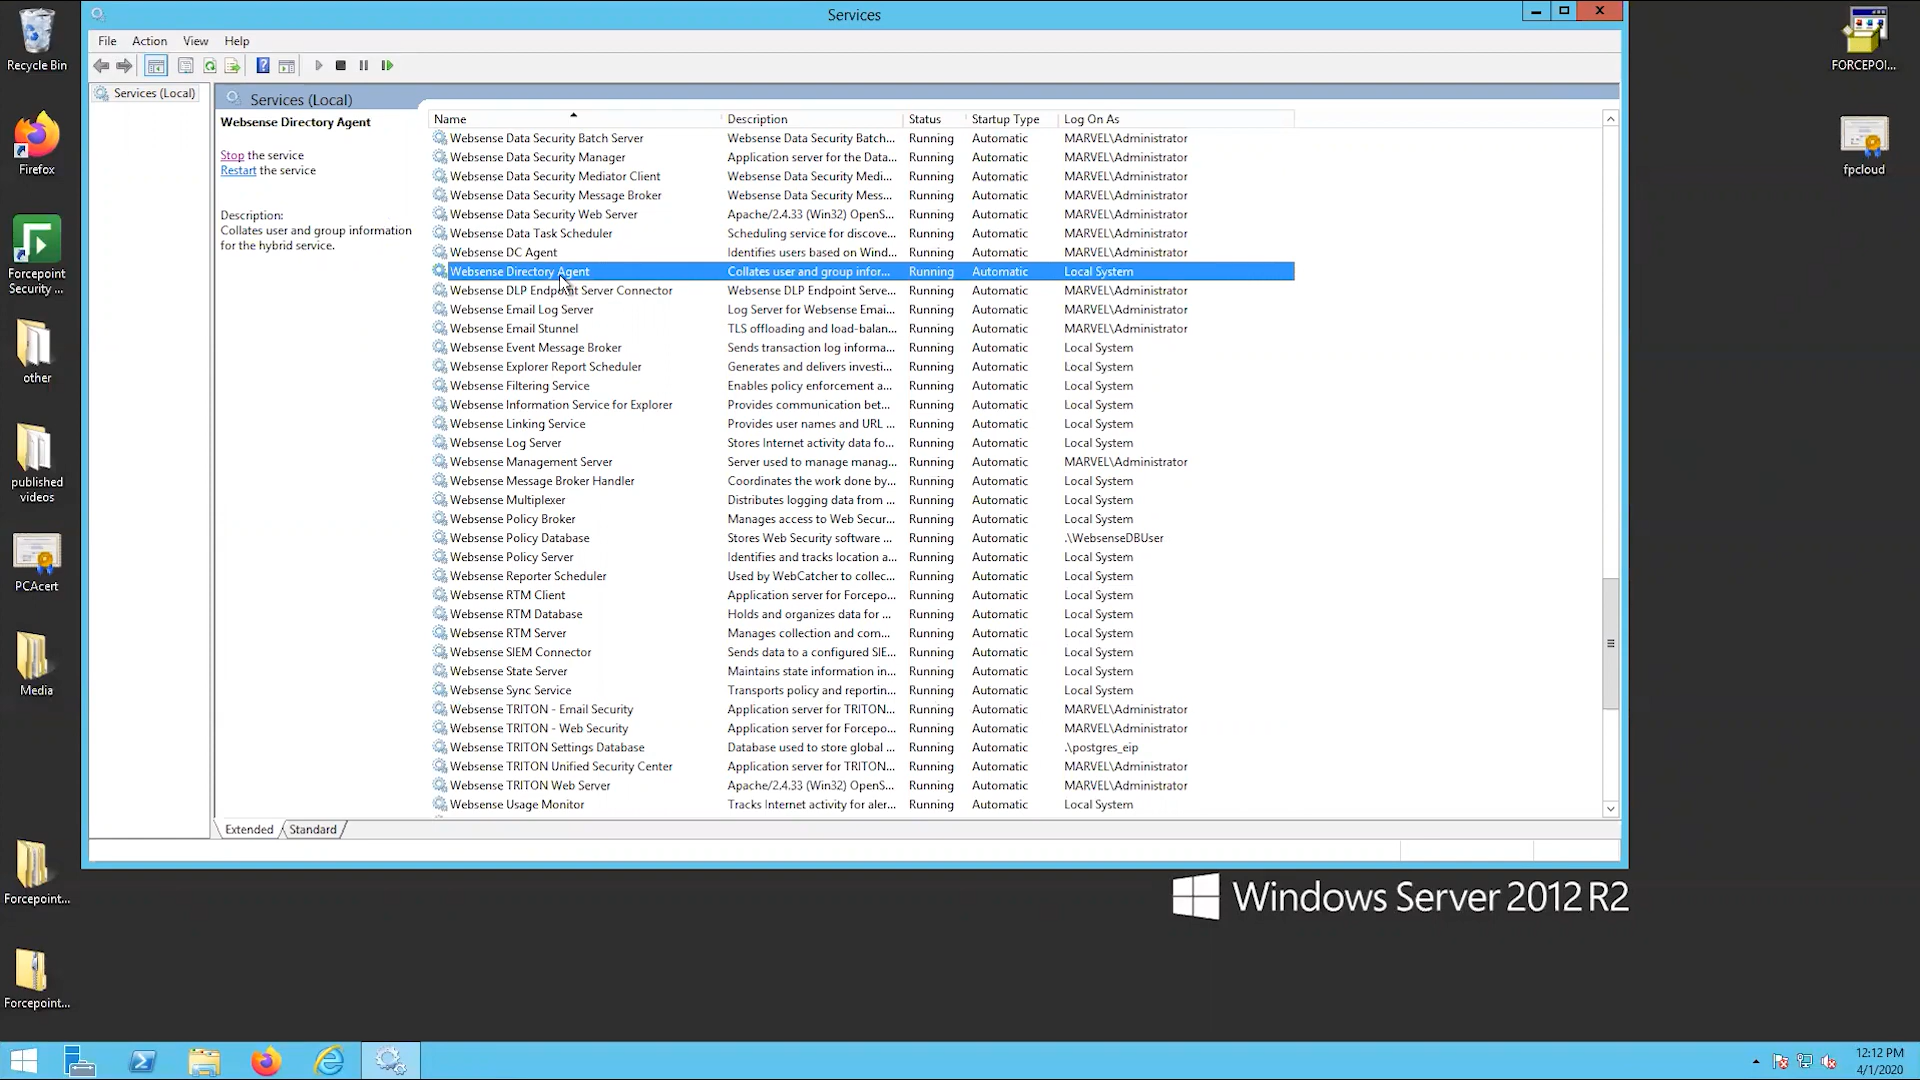 Services
Recycle Bin
Firefox
Forcepoint
Security ...
other
published
videos
PCAcert
Media
Forcepoint...
Forcepoint...
FORCEPOI...
fpcloud
File Action View Help
Services (Local)
Services (Local)
Websense Directory Agent
Stop the service
Restart the service
Description:
Collates user and group information
for the hybrid service.
Name Description Status Startup Type Log On As
Websense Data Security Batch Server Websense Data Security Batch... Running Automatic MARVEL\Administrator
Websense Data Security Manager Application server for the Data... Running Automatic MARVEL\Administrator
Websense Data Security Mediator Client Websense Data Security Medi... Running Automatic MARVEL\Administrator
Websense Data Security Message Broker Websense Data Security Mess... Running Automatic MARVEL\Administrator
Websense Data Security Web Server Apache/2.4.33 (Win32) OpenS... Running Automatic MARVEL\Administrator
Websense Data Task Scheduler Scheduling service for discove... Running Automatic MARVEL\Administrator
Websense DC Agent Identifies users based on Wind... Running Automatic MARVEL\Administrator
Websense Directory Agent Collates user and group infor... Running Automatic Local System
Websense DLP Endpoint Server Connector Websense DLP Endpoint Serve... Running Automatic MARVEL\Administrator
Websense Email Log Server Log Server for Websense Emai... Running Automatic MARVEL\Administrator
Websense Email Stunnel TLS offloading and load-balan... Running Automatic MARVEL\Administrator
Websense Event Message Broker Sends transaction log informa... Running Automatic Local System
Websense Explorer Report Scheduler Generates and delivers investi... Running Automatic Local System
Websense Filtering Service Enables policy enforcement a... Running Automatic Local System
Websense Information Service for Explorer Provides communication bet... Running Automatic Local System
Websense Linking Service Provides user names and URL ... Running Automatic Local System
Websense Log Server Stores Internet activity data fo... Running Automatic Local System
Websense Management Server Server used to manage manag... Running Automatic MARVEL\Administrator
Websense Message Broker Handler Coordinates the work done by... Running Automatic Local System
Websense Multiplexer Distributes logging data from ... Running Automatic Local System
Websense Policy Broker Manages access to Web Secur... Running Automatic Local System
Websense Policy Database Stores Web Security software ... Running Automatic .\WebsenseDBUser
Websense Policy Server Identifies and tracks location a... Running Automatic Local System
Websense Reporter Scheduler Used by WebCatcher to collec... Running Automatic Local System
Websense RTM Client Application server for Forcepo... Running Automatic Local System
Websense RTM Database Holds and organizes data for ... Running Automatic Local System
Websense RTM Server Manages collection and com... Running Automatic Local System
Websense SIEM Connector Sends data to a configured SIE... Running Automatic Local System
Websense State Server Maintains state information in... Running Automatic Local System
Websense Sync Service Transports policy and reportin... Running Automatic Local System
Websense TRITON - Email Security Application server for TRITON... Running Automatic MARVEL\Administrator
Websense TRITON - Web Security Application server for Forcepo... Running Automatic MARVEL\Administrator
Websense TRITON Settings Database Database used to store global ... Running Automatic .\postgres_eip
Websense TRITON Unified Security Center Application server for TRITON... Running Automatic MARVEL\Administrator
Websense TRITON Web Server Apache/2.4.33 (Win32) OpenS... Running Automatic MARVEL\Administrator
Websense Usage Monitor Tracks Internet activity for aler... Running Automatic Local System
Extended Standard
Windows Server 2012 R2
12:12 PM
4/1/2020